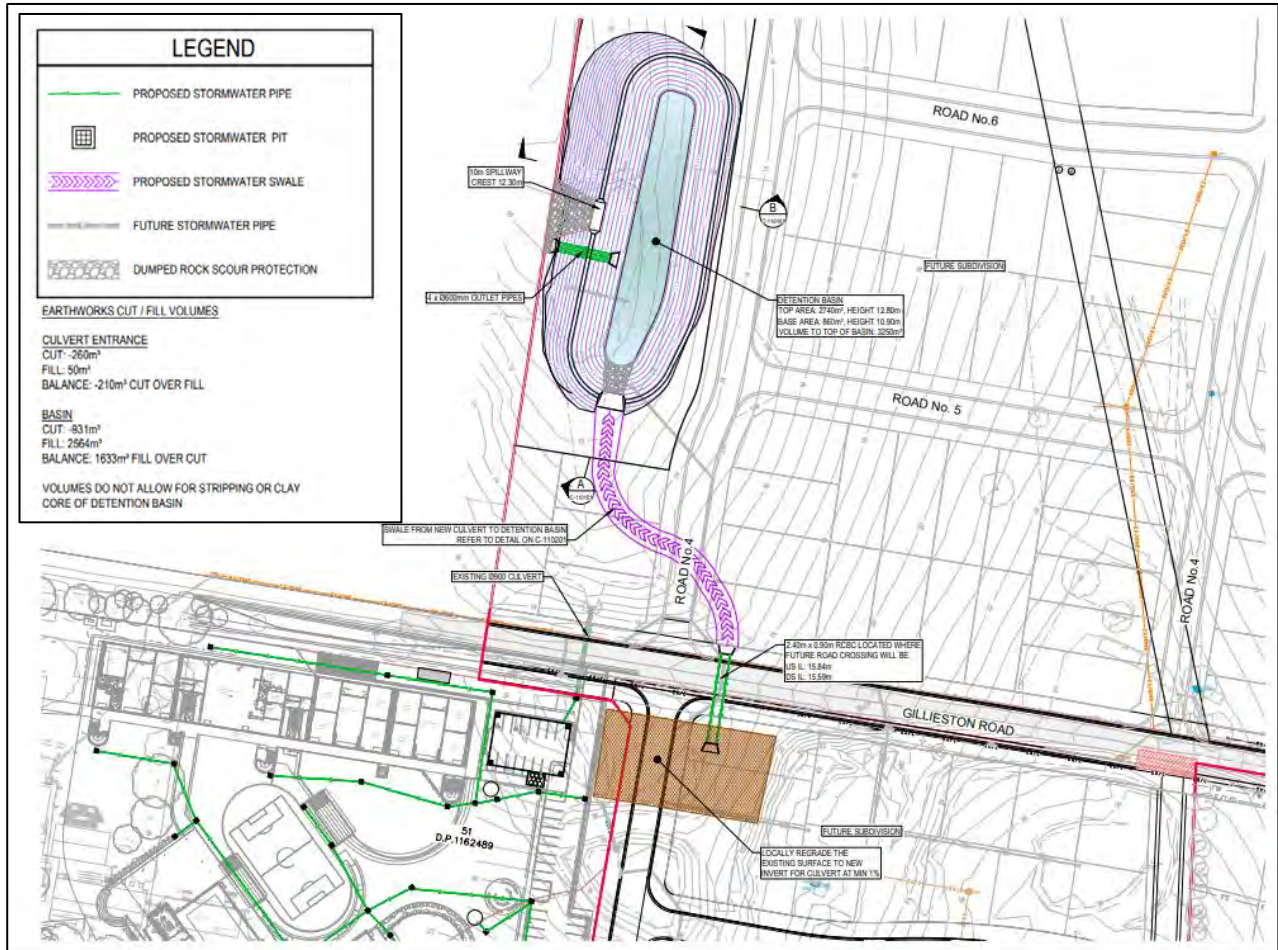 LEGEND
PROPOSED STORMWATER PIPE
PROPOSED STORMWATER PIT
PROPOSED STORMWATER SWALE
FUTURE STORMWATER PIPE
DUMPED ROCK SCOUR PROTECTION
EARTHWORKS CUT / FILL VOLUMES
CULVERT ENTRANCE
CUT: -260m³
FILL: 50m³
BALANCE: -210m³ CUT OVER FILL
BASIN
CUT: -931m³
FILL: 2564m³
BALANCE: 1633m³ FILL OVER CUT
VOLUMES DO NOT ALLOW FOR STRIPPING OR CLAY
CORE OF DETENTION BASIN
10m SPILLWAY
CREST 12.30m
4 x Ø600mm OUTLET PIPES
ROAD No.6
B
FUTURE SUBDIVISION
DETENTION BASIN
TOP AREA: 2740m², HEIGHT 12.80m
BASE AREA: 860m², HEIGHT 10.90m
VOLUME TO TOP OF BASIN: 3250m³
ROAD No. 5
A
SWALE FROM NEW CULVERT TO DETENTION BASIN
REFER TO DETAIL ON C-110201
ROAD No.4
ROAD No.4
EXISTING Ø900 CULVERT
2.40m x 0.90m RCBC LOCATED WHERE
FUTURE ROAD CROSSING WILL BE.
US IL: 15.84m
DS IL: 15.59m
GILLIESTON ROAD
51
D.P.1162489
FUTURE SUBDIVISION
LOCALLY REGRADE THE
EXISTING SURFACE TO NEW
INVERT FOR CULVERT AT MIN 1%